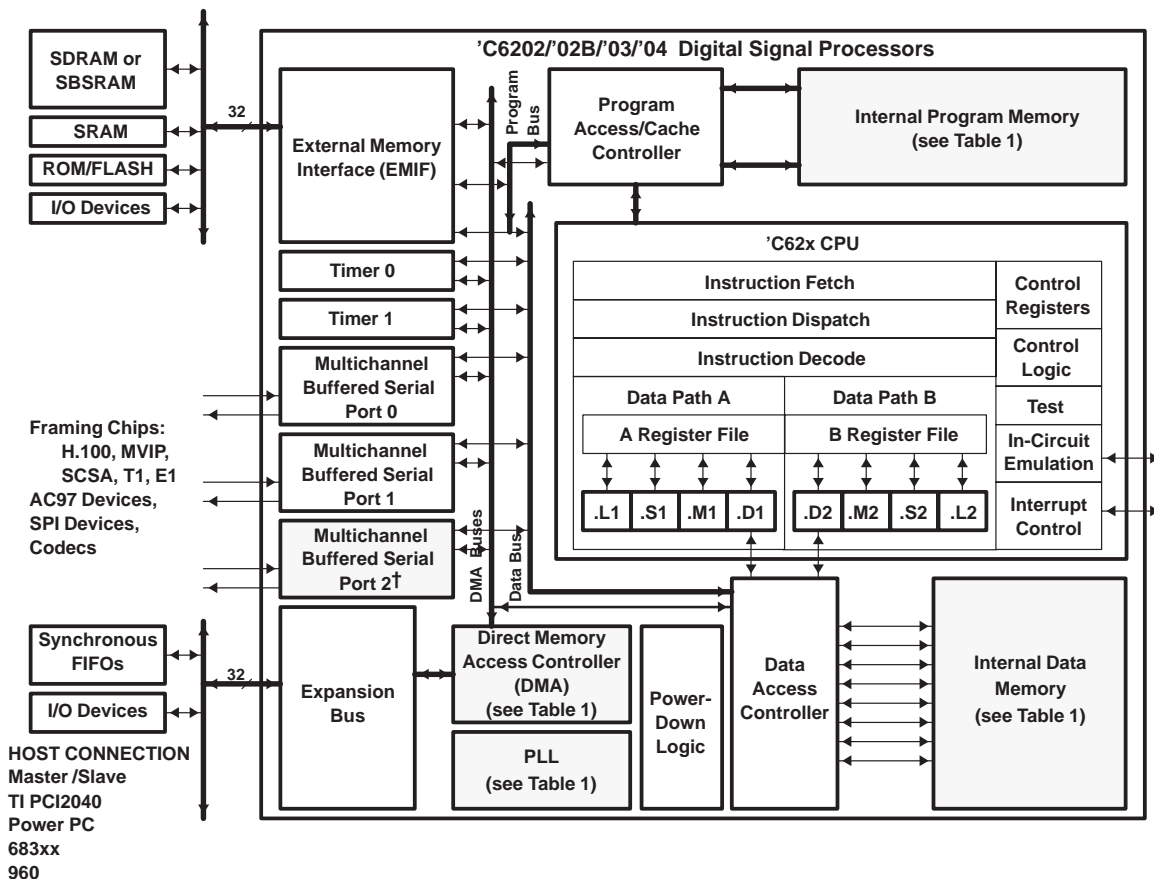 'C6202/'02B/'03/'04 Digital Signal Processors
SDRAM or
SBSRAM
SRAM
ROM/FLASH
I/O Devices
32
External Memory
Interface (EMIF)
Timer 0
Timer 1
Multichannel
Buffered Serial
Port 0
Multichannel
Buffered Serial
Port 1
Multichannel
Buffered Serial
Port 2†
Framing Chips:
H.100, MVIP,
SCSA, T1, E1
AC97 Devices,
SPI Devices,
Codecs
Program
Bus
Program
Access/Cache
Controller
Internal Program Memory
(see Table 1)
'C62x CPU
Instruction Fetch
Instruction Dispatch
Instruction Decode
Control
Registers
Control
Logic
Test
In-Circuit
Emulation
Interrupt
Control
Data Path A
Data Path B
A Register File
B Register File
.L1 .S1 .M1 .D1
.D2 .M2 .S2 .L2
DMA Buses
Data Bus
Synchronous
FIFOs
I/O Devices
32
Expansion
Bus
Direct Memory
Access Controller
(DMA)
(see Table 1)
PLL
(see Table 1)
Power-
Down
Logic
Data
Access
Controller
Internal Data
Memory
(see Table 1)
HOST CONNECTION
Master /Slave
TI PCI2040
Power PC
683xx
960